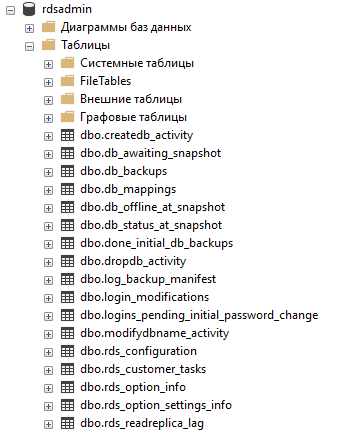 rdsadmin
Диаграммы баз данных
Таблицы
Системные таблицы
FileTables
Внешние таблицы
Графовые таблицы
dbo.createdb_activity
dbo.db_awaiting_snapshot
dbo.db_backups
dbo.db_mappings
dbo.db_offline_at_snapshot
dbo.db_status_at_snapshot
dbo.done_initial_db_backups
dbo.dropdb_activity
dbo.log_backup_manifest
dbo.login_modifications
dbo.logins_pending_initial_password_change
dbo.modifydbname_activity
dbo.rds_configuration
dbo.rds_customer_tasks
dbo.rds_option_info
dbo.rds_option_settings_info
dbo.rds_readreplica_lag